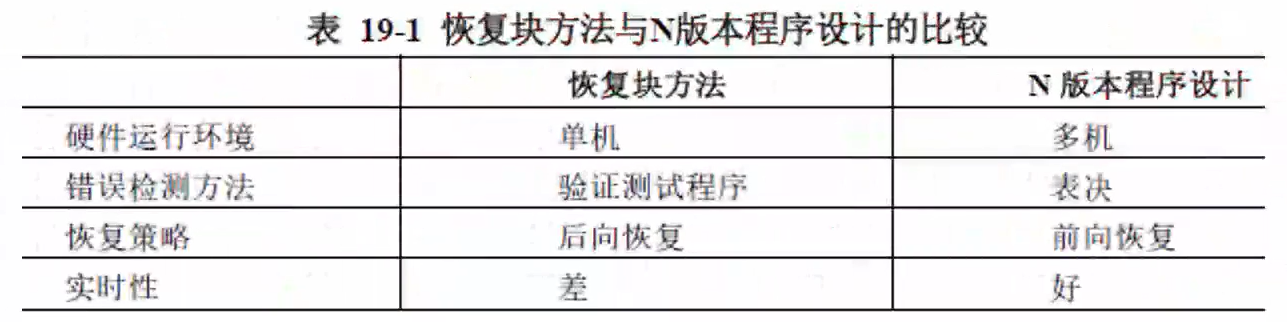 表 19-1 恢复块方法与N版本程序设计的比较
恢复块方法 N 版本程序设计
硬件运行环境 单机 多机
错误检测方法 验证测试程序 表决
恢复策略 后向恢复 前向恢复
实时性 差 好